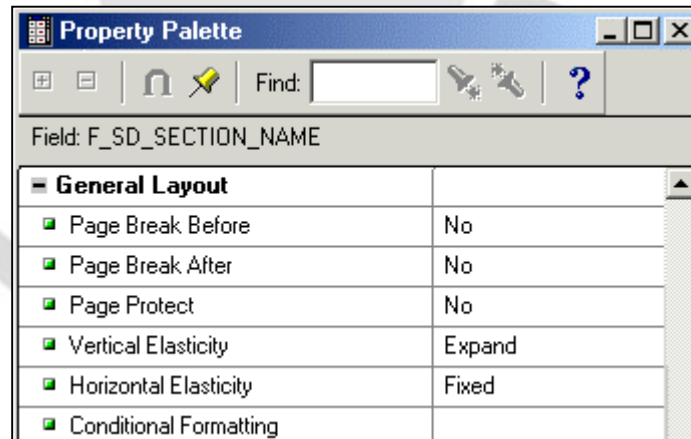 Property Palette
Find:
?
Field: F_SD_SECTION_NAME
General Layout
Page Break Before No
Page Break After No
Page Protect No
Vertical Elasticity Expand
Horizontal Elasticity Fixed
Conditional Formatting